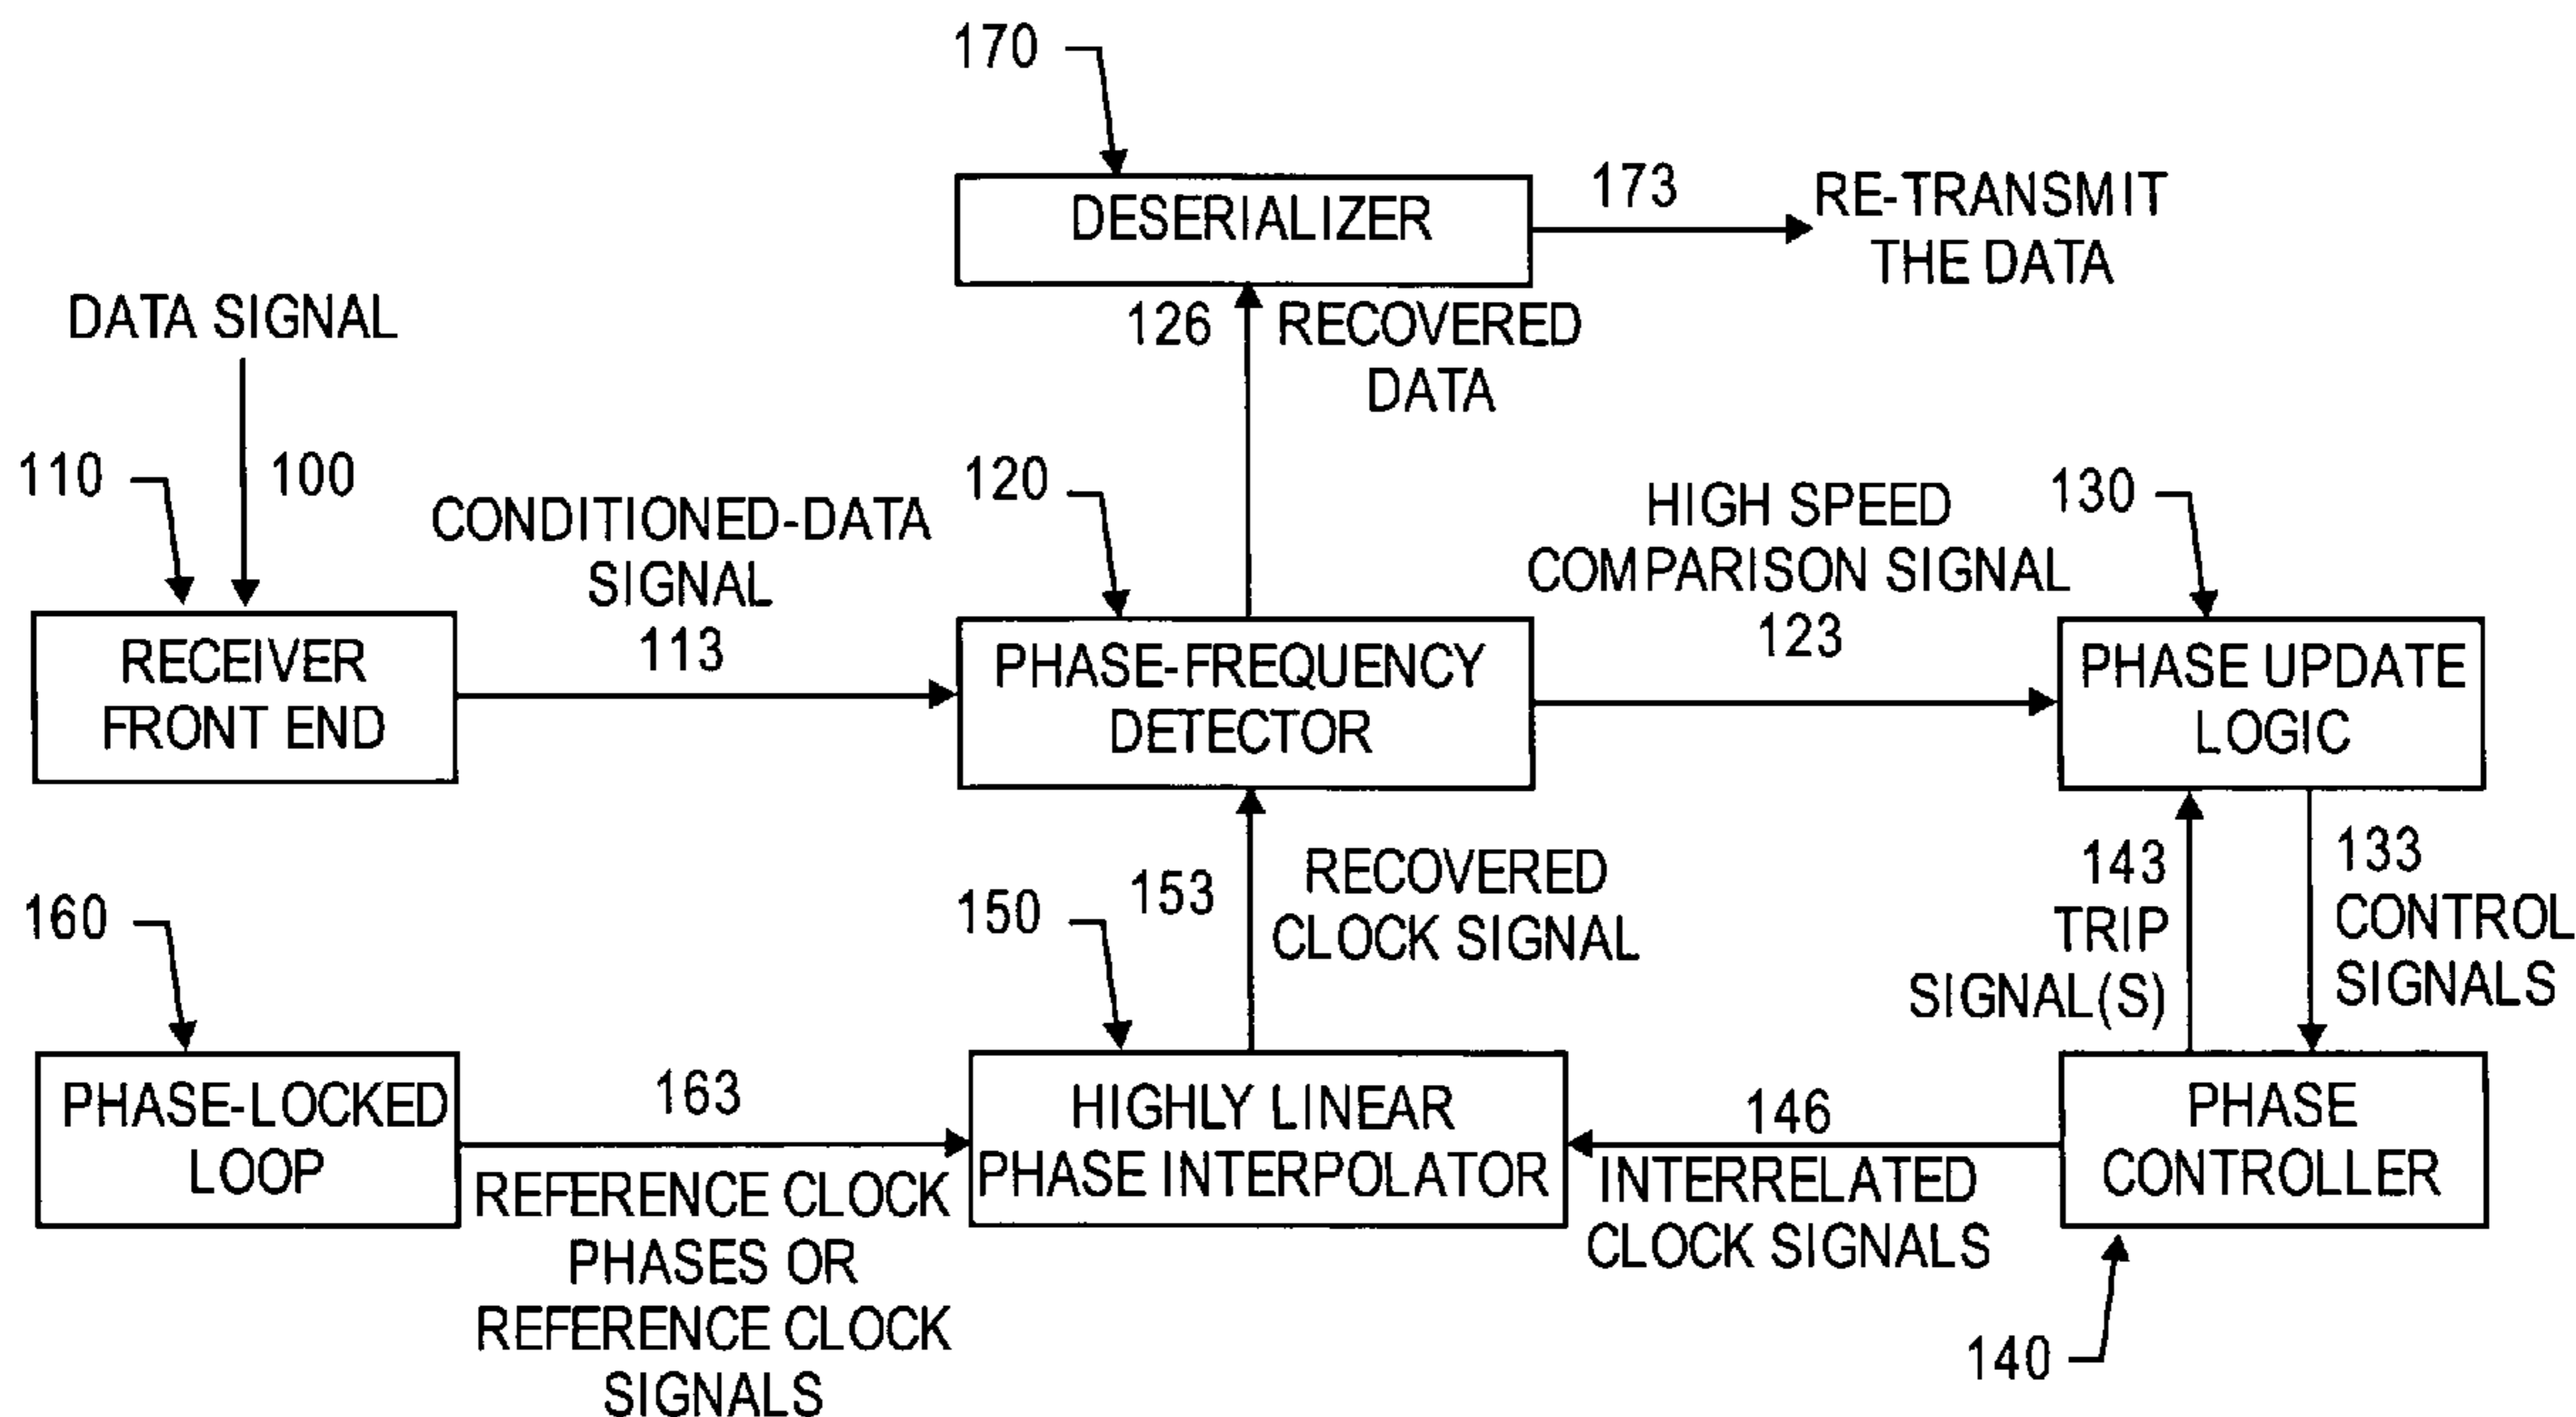 170
DESERIALIZER
173
RE-TRANSMIT
THE DATA
126
RECOVERED
DATA
DATA SIGNAL
100
110
RECEIVER
FRONT END
CONDITIONED-DATA
SIGNAL
113
120
PHASE-FREQUENCY
DETECTOR
HIGH SPEED
COMPARISON SIGNAL
123
130
PHASE UPDATE
LOGIC
143
TRIP
SIGNAL(S)
133
CONTROL
SIGNALS
153
RECOVERED
CLOCK SIGNAL
160
PHASE-LOCKED
LOOP
163
REFERENCE CLOCK
PHASES OR
REFERENCE CLOCK
SIGNALS
150
HIGHLY LINEAR
PHASE INTERPOLATOR
146
INTERRELATED
CLOCK SIGNALS
PHASE
CONTROLLER
140